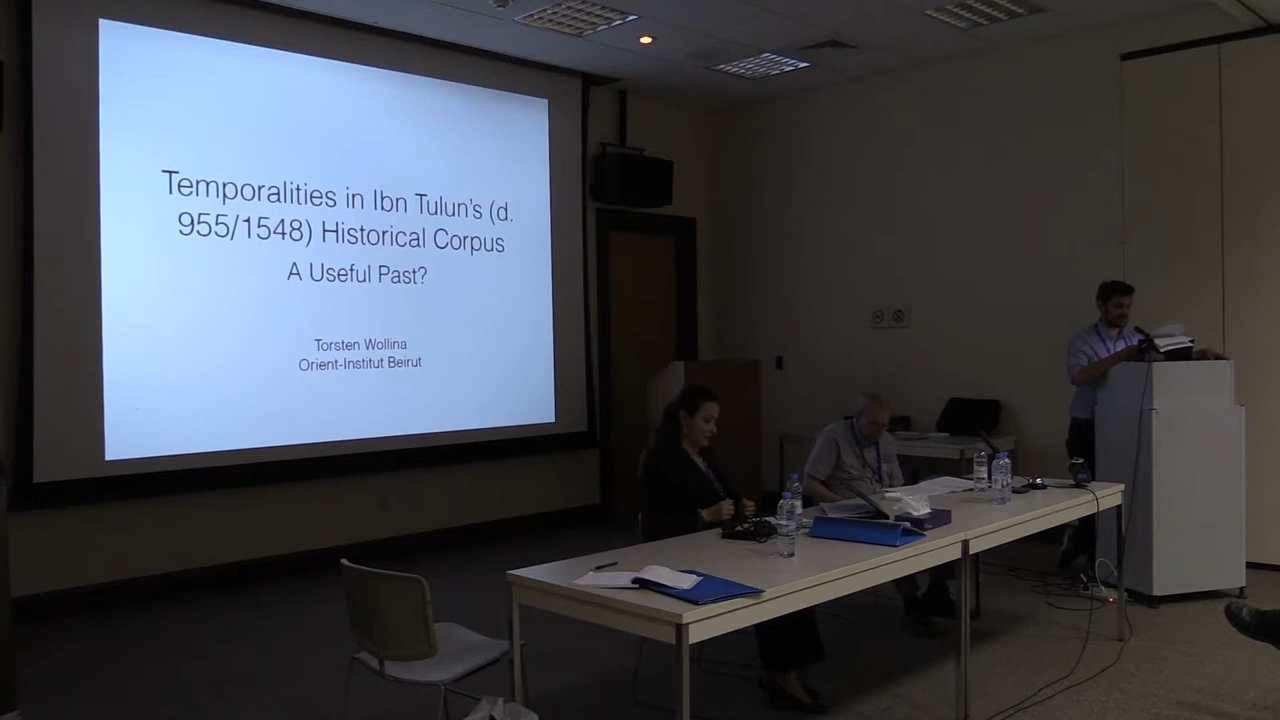 Temporalities in Ibn Tulun's (d.
955/1548) Historical Corpus
A Useful Past?
Torsten Wollina
Orient-Institut Beirut